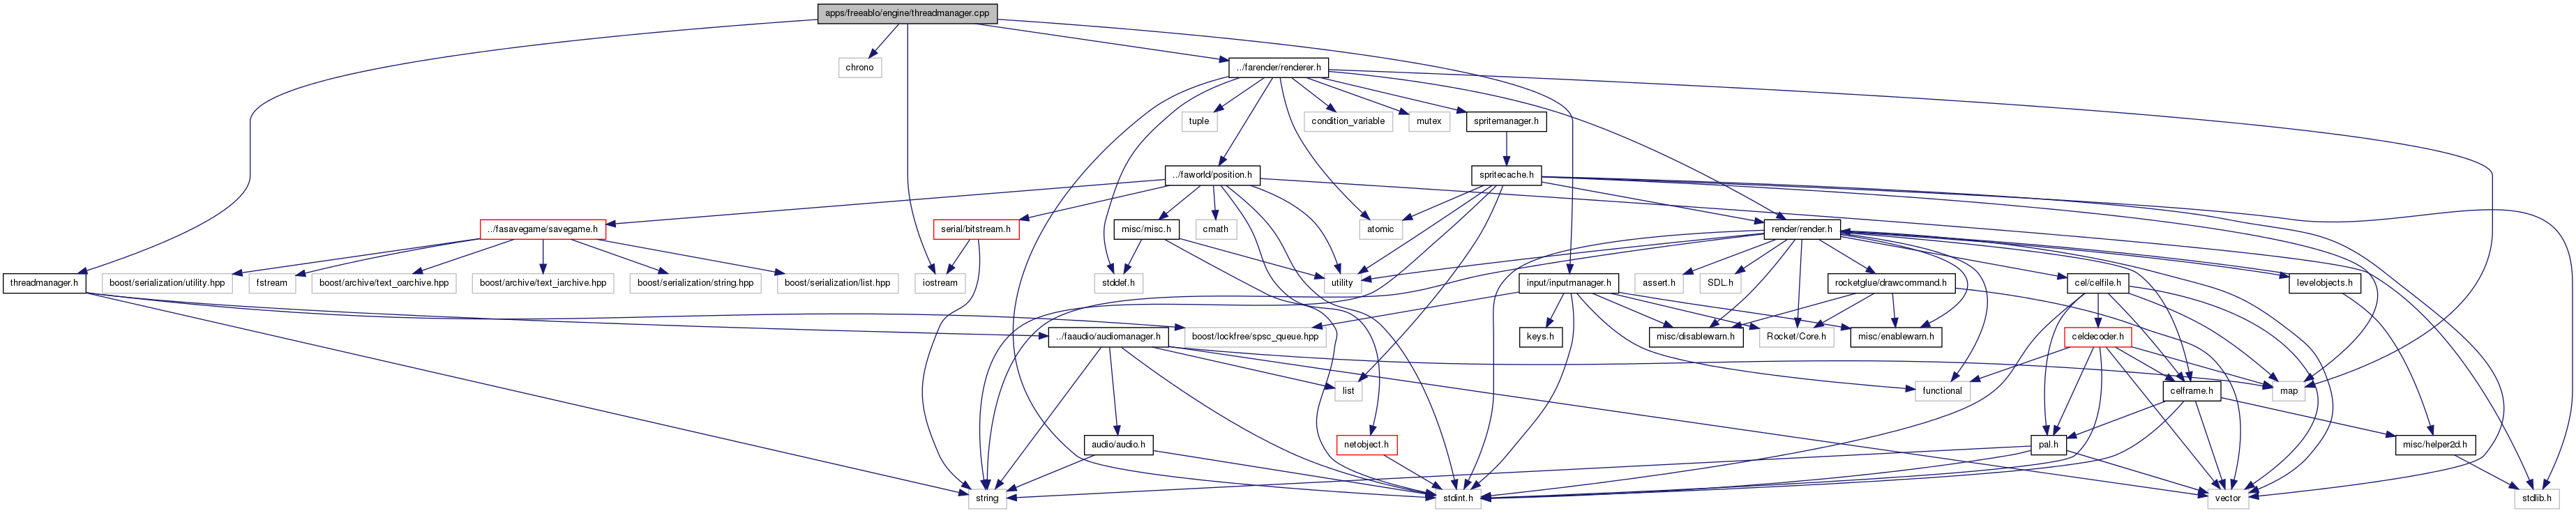 apps/freeablo/engine/threadmanager.cpp
chrono
../farender/renderer.h
tuple
condition_variable
mutex
spritemanager.h
../faworld/position.h
spritecache.h
../fasavegame/savegame.h
serial/bitstream.h
misc/misc.h
cmath
atomic
render/render.h
threadmanager.h
boost/serialization/utility.hpp
fstream
boost/archive/text_oarchive.hpp
boost/archive/text_iarchive.hpp
boost/serialization/string.hpp
boost/serialization/list.hpp
iostream
stddef.h
utility
input/inputmanager.h
assert.h
SDL.h
rocketglue/drawcommand.h
cel/celfile.h
levelobjects.h
../faaudio/audiomanager.h
boost/lockfree/spsc_queue.hpp
keys.h
misc/disablewarn.h
Rocket/Core.h
misc/enablewarn.h
celdecoder.h
list
functional
celframe.h
map
audio/audio.h
netobject.h
pal.h
misc/helper2d.h
string
stdint.h
vector
stdlib.h